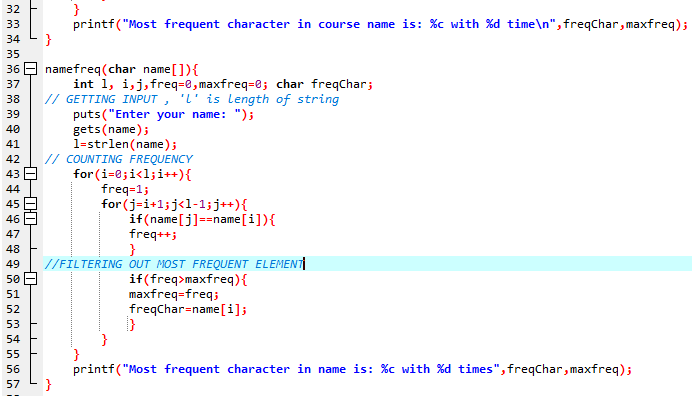 32 }
33 printf("Most frequent character in course name is: %c with %d time\n",freqChar,maxfreq);
34 }
35
36 namefreq(char name[]){
37 int l, i,j,freq=0,maxfreq=0; char freqChar;
38 // GETTING INPUT , 'l' is length of string
39 puts("Enter your name: ");
40 gets(name);
41 l=strlen(name);
42 // COUNTING FREQUENCY
43 for(i=0;i<l;i++){
44 freq=1;
45 for(j=i+1;j<l-1;j++){
46 if(name[j]==name[i]){
47 freq++;
48 }
49 //FILTERING OUT MOST FREQUENT ELEMENT
50 if(freq>maxfreq){
51 maxfreq=freq;
52 freqChar=name[i];
53 }
54 }
55 }
56 printf("Most frequent character in name is: %c with %d times",freqChar,maxfreq);
57 }